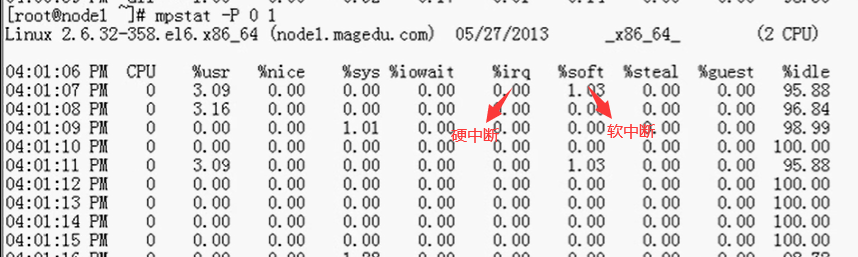 [root@node1 ~]# mpstat -P 0 1
Linux 2.6.32-358.el6.x86_64 (node1.magedu.com) 05/27/2013 _x86_64_ (2 CPU)
04:01:06 PM CPU %usr %nice %sys %iowait %irq %soft %steal %guest %idle
04:01:07 PM 0 3.09 0.00 0.00 0.00 0.00 1.03 0.00 0.00 95.88
04:01:08 PM 0 3.16 0.00 0.00 0.00 0.00 0.00 0.00 0.00 96.84
04:01:09 PM 0 0.00 0.00 1.01 0.00 0.00 0.00 0.00 0.00 98.99
硬中断 软中断
04:01:10 PM 0 0.00 0.00 0.00 0.00 0.00 0.00 0.00 0.00 100.00
04:01:11 PM 0 3.09 0.00 0.00 0.00 0.00 1.03 0.00 0.00 95.88
04:01:12 PM 0 0.00 0.00 0.00 0.00 0.00 0.00 0.00 0.00 100.00
04:01:13 PM 0 0.00 0.00 0.00 0.00 0.00 0.00 0.00 0.00 100.00
04:01:14 PM 0 0.00 0.00 0.00 0.00 0.00 0.00 0.00 0.00 100.00
04:01:15 PM 0 0.00 0.00 0.00 0.00 0.00 0.00 0.00 0.00 100.00